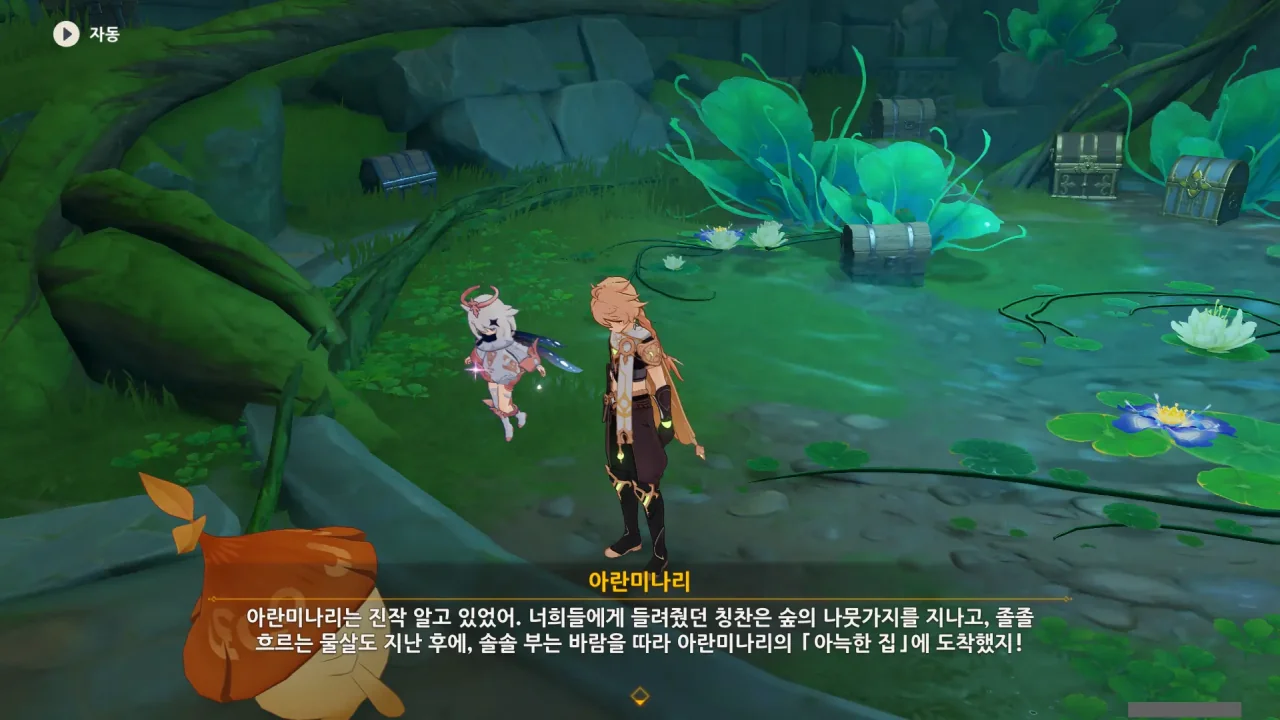 자동
아란미나리
아란미나리는 진작 알고 있었어. 너희들에게 들려줬던 칭찬은 숲의 나뭇가지를 지나고, 졸졸
흐르는 물살도 지난 후에, 솔솔 부는 바람을 따라 아란미나리의 「아늑한 집」에 도착했지!